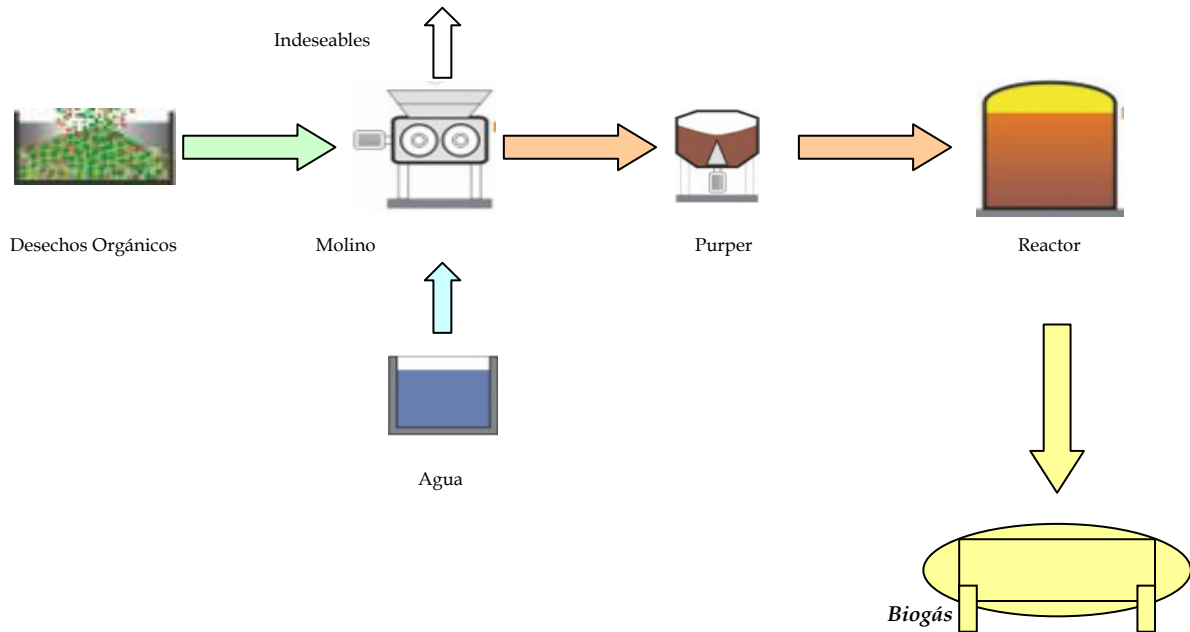 Indeseables
Desechos Orgánicos
Molino
Purper
Reactor
Agua
Biogás